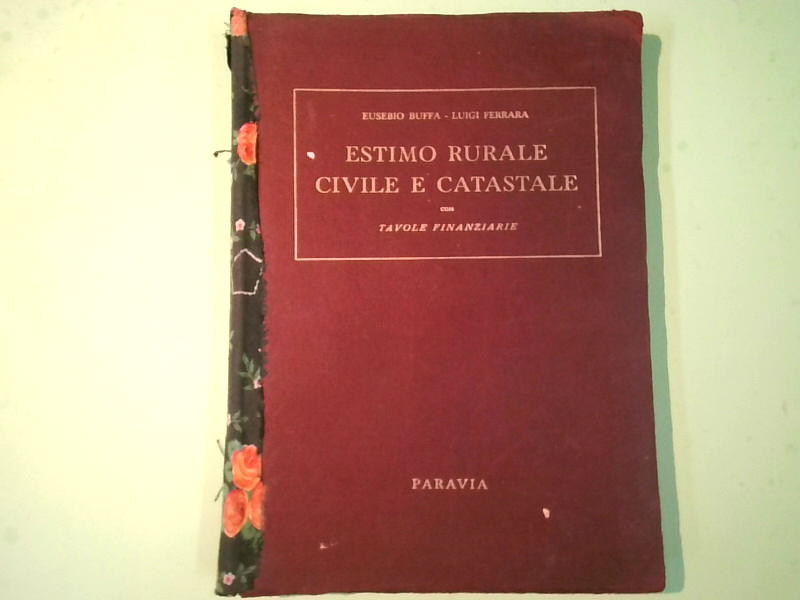 EUSEBIO BUFFA - LUIGI FERRARA
ESTIMO RURALE
CIVILE E CATASTALE
CON
TAVOLE FINANZIARIE
PARAVIA